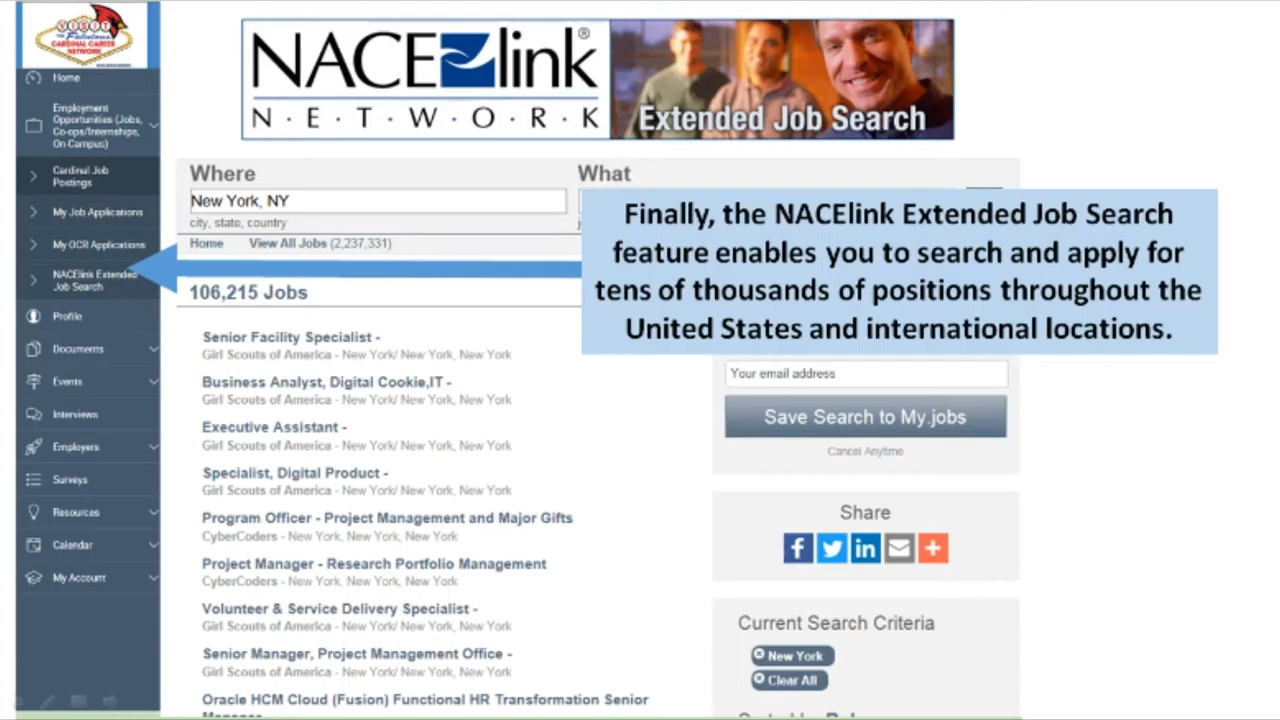 VISIT
the Fabulous
CARDINAL CAREER
NETWORK
Home
Employment
Opportunities (Jobs,
Co-ops/Internships,
On-Campus)
Cardinal Job
Postings
My Job Applications
My OCR Applications
NACElink Extended
Job Search
Profile
Documents
Events
Interviews
Employers
Surveys
Resources
Calendar
My Account
NACElink®
N·E·T·W·O·R·K
Extended Job Search
Where
What
New York, NY
city, state, country
Home View All Jobs (2,237,331)
Finally, the NACElink Extended Job Search
feature enables you to search and apply for
tens of thousands of positions throughout the
United States and international locations.
106,215 Jobs
Senior Facility Specialist -
Girl Scouts of America - New York/ New York, New York
Business Analyst, Digital Cookie,IT -
Girl Scouts of America - New York/ New York, New York
Executive Assistant -
Girl Scouts of America - New York/ New York, New York
Specialist, Digital Product -
Girl Scouts of America - New York/ New York, New York
Program Officer - Project Management and Major Gifts
CyberCoders - New York, New York, New York
Project Manager - Research Portfolio Management
CyberCoders - New York, New York, New York
Volunteer & Service Delivery Specialist -
Girl Scouts of America - New York/ New York, New York
Senior Manager, Project Management Office -
Girl Scouts of America - New York/ New York, New York
Oracle HCM Cloud (Fusion) Functional HR Transformation Senior
Manager
Your email address
Save Search to My.jobs
Cancel Anytime
Share
Current Search Criteria
New York
Clear All